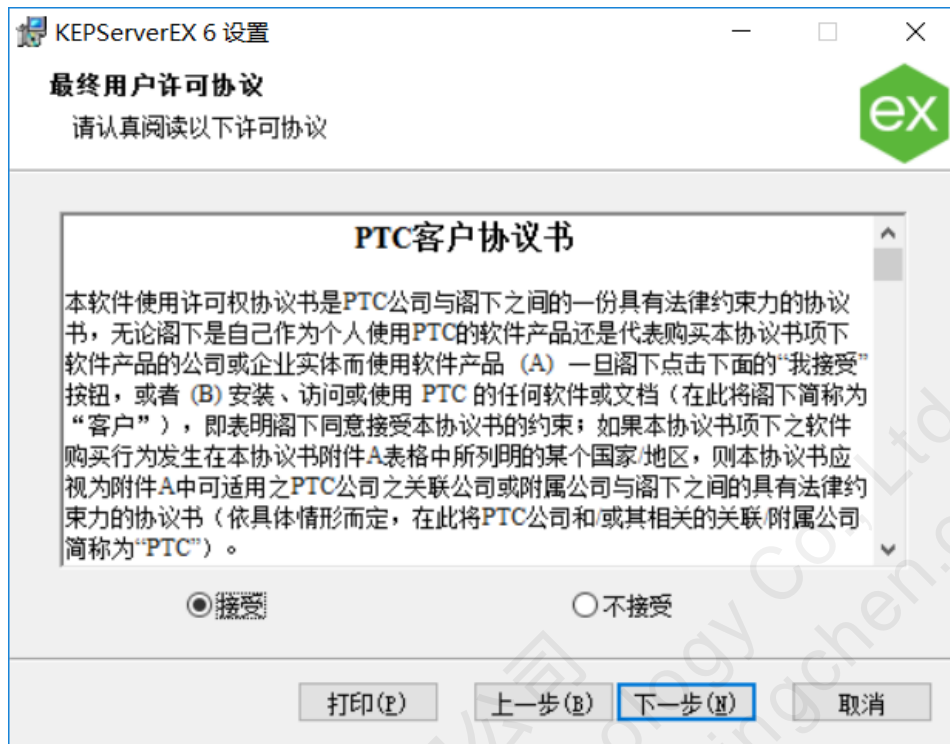 KEPServerEX 6 设置
最终用户许可协议
请认真阅读以下许可协议
ex
PTC客户协议书
本软件使用许可权协议书是PTC公司与阁下之间的一份具有法律约束力的协议
书，无论阁下是自己作为个人使用PTC的软件产品还是代表购买本协议书项下
软件产品的公司或企业实体而使用软件产品 (A) 一旦阁下点击下面的“我接受”
按钮，或者 (B) 安装、访问或使用 PTC 的任何软件或文档（在此将阁下简称为
“客户”），即表明阁下同意接受本协议书的约束；如果本协议书项下之软件
购买行为发生在本协议书附件A表格中所列明的某个国家/地区，则本协议书应
视为附件A中可适用之PTC公司之关联公司或附属公司与阁下之间的具有法律约
束力的协议书（依具体情形而定，在此将PTC公司和/或其相关的关联/附属公司
简称为“PTC”）。
接受
不接受
打印(P)
上一步(B)
下一步(N)
取消